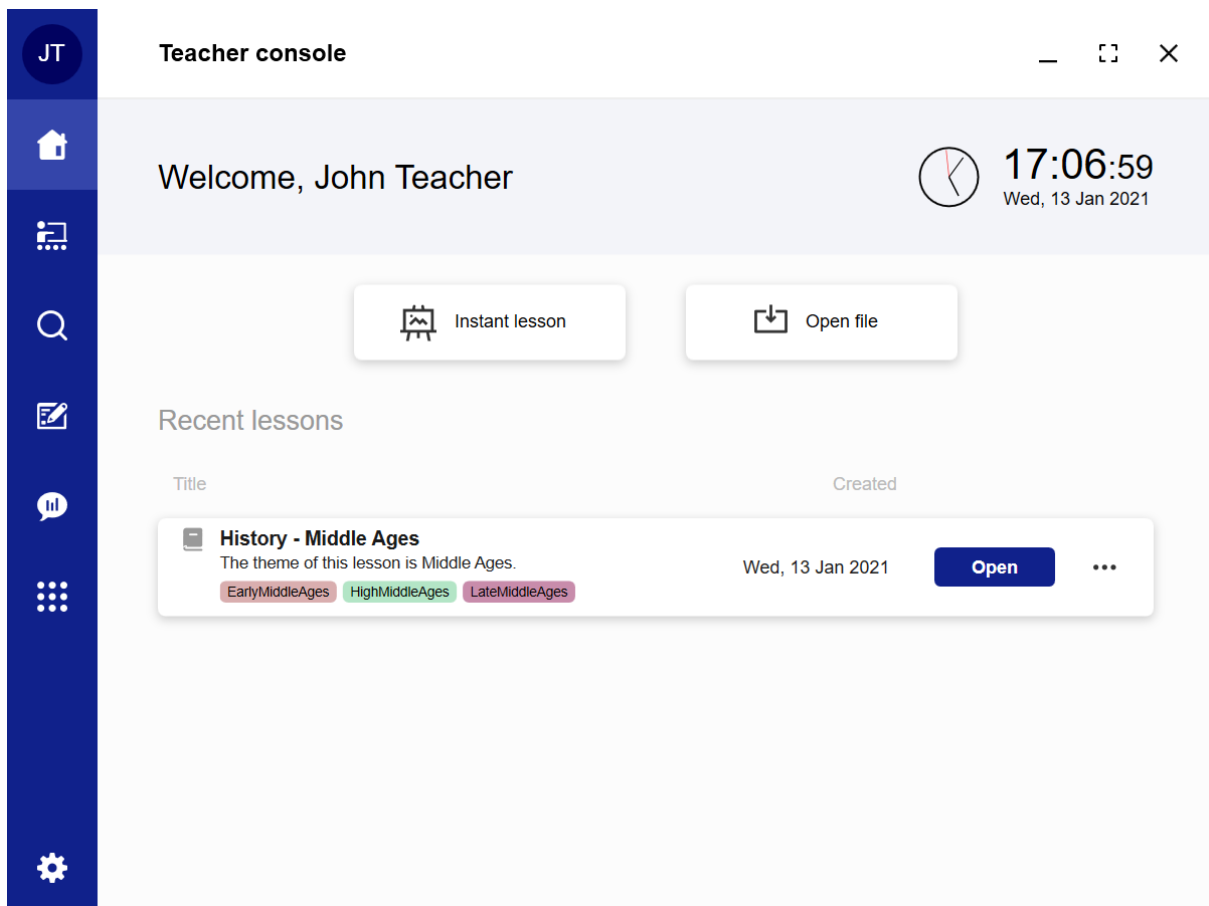 JT
Teacher console
Welcome, John Teacher
17:06:59
Wed, 13 Jan 2021
Instant lesson
Open file
Recent lessons
Title
Created
History - Middle Ages
The theme of this lesson is Middle Ages.
EarlyMiddleAges HighMiddleAges LateMiddleAges
Wed, 13 Jan 2021
Open